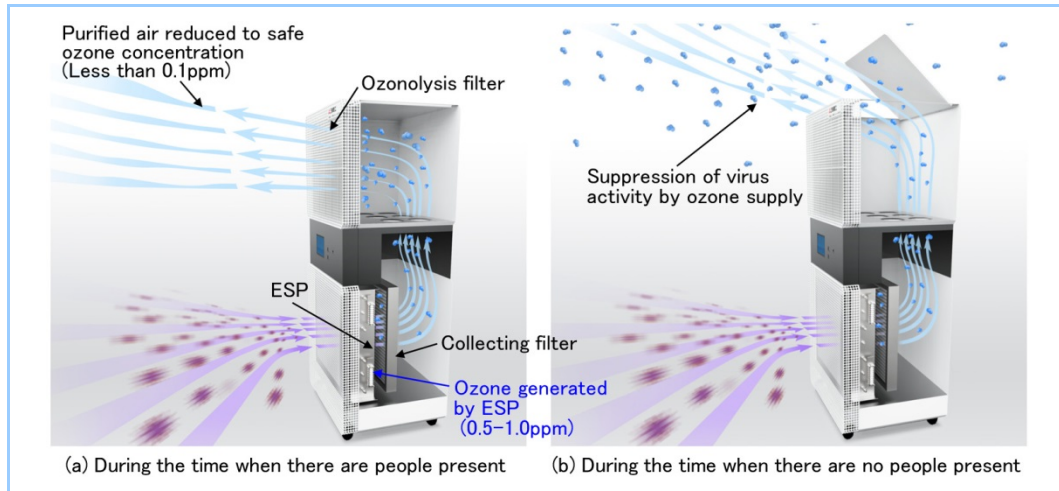 Purified air reduced to safe
ozone concentration
(Less than 0.1ppm)
Ozonolysis filter
ESP
Collecting filter
Ozone generated
by ESP
(0.5-1.0ppm)
(a) During the time when there are people present
Suppression of virus
activity by ozone supply
(b) During the time when there are no people present